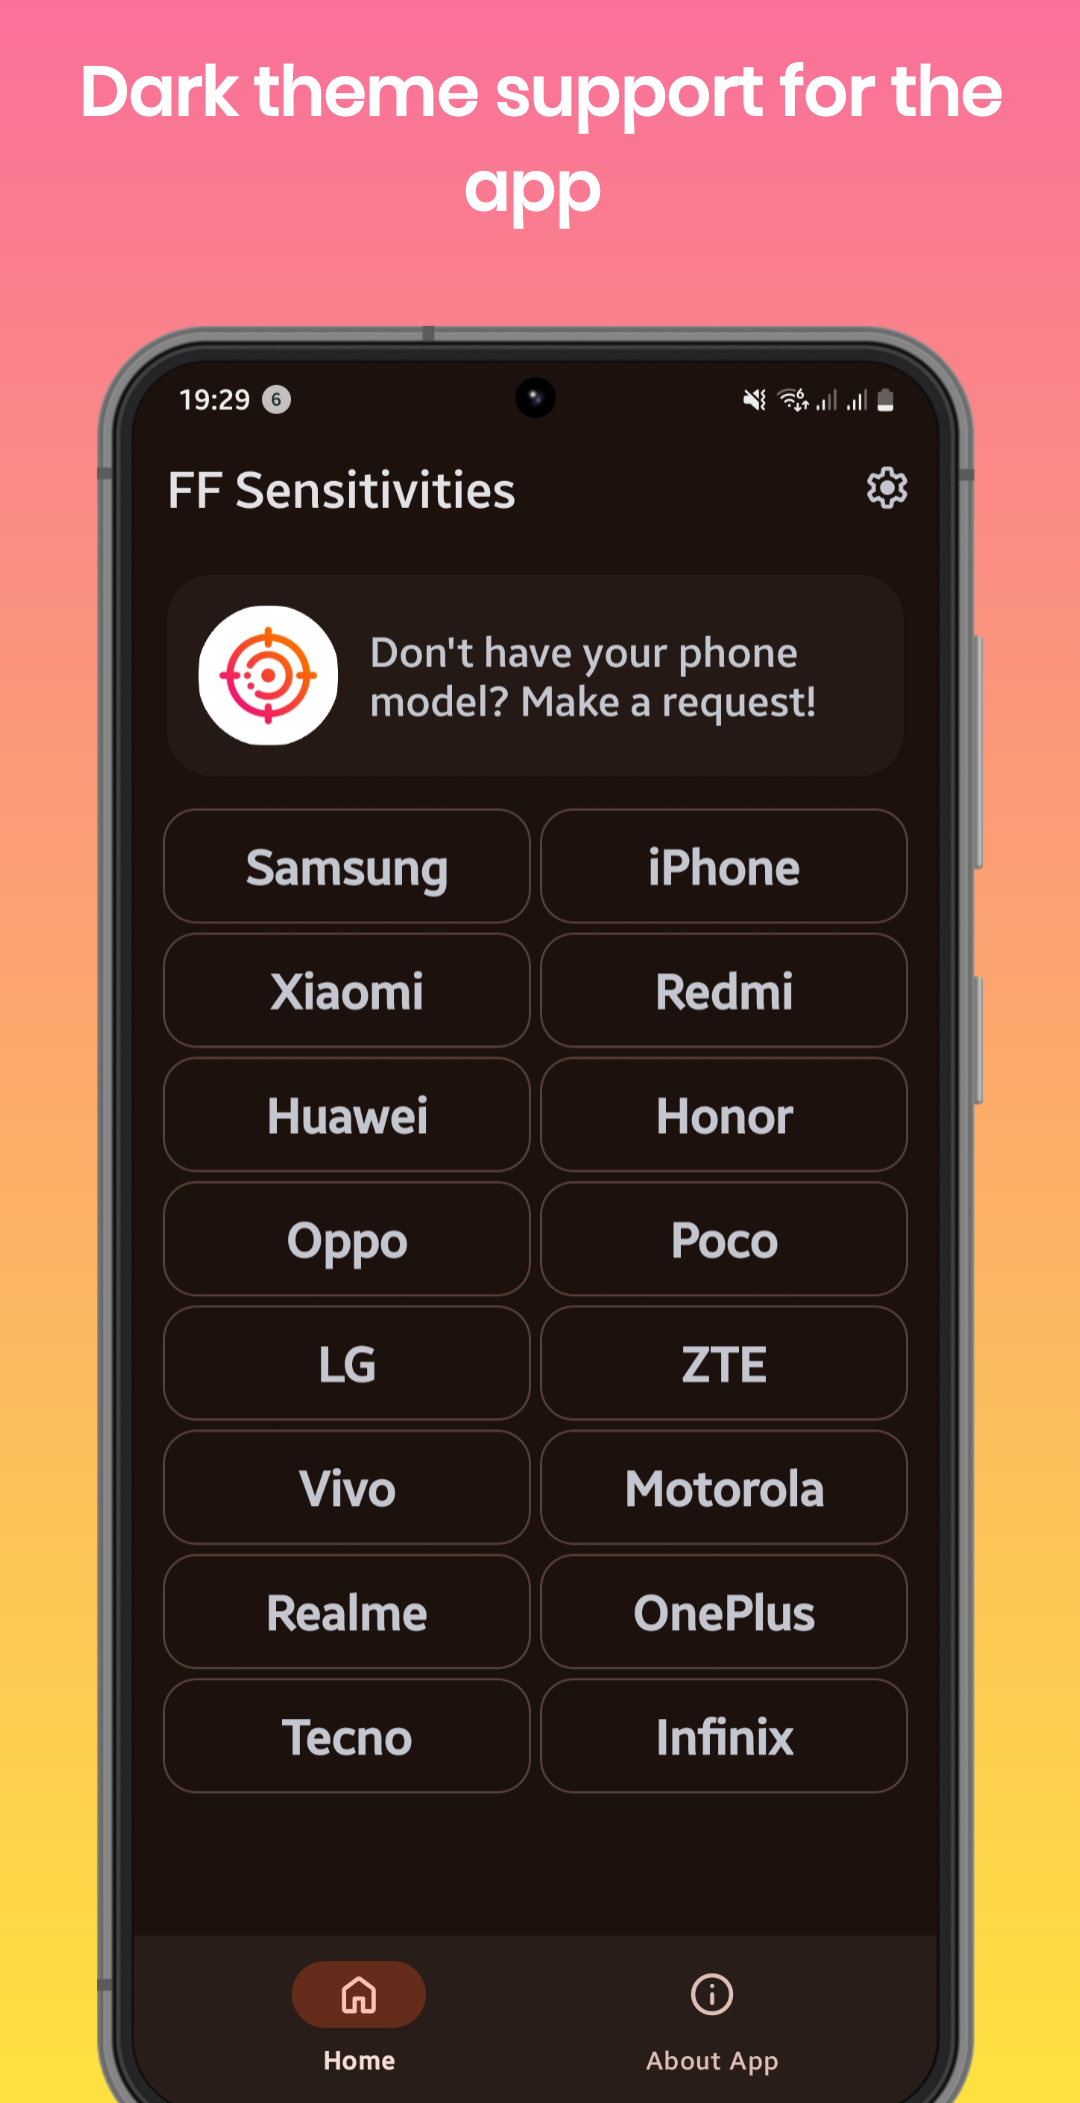 Dark theme support for the
app
19:29 6
FF Sensitivities
Don't have your phone
model? Make a request!
Samsung
iPhone
Xiaomi
Redmi
Huawei
Honor
Oppo
Poco
LG
ZTE
Vivo
Motorola
Realme
OnePlus
Tecno
Infinix
Home
About App